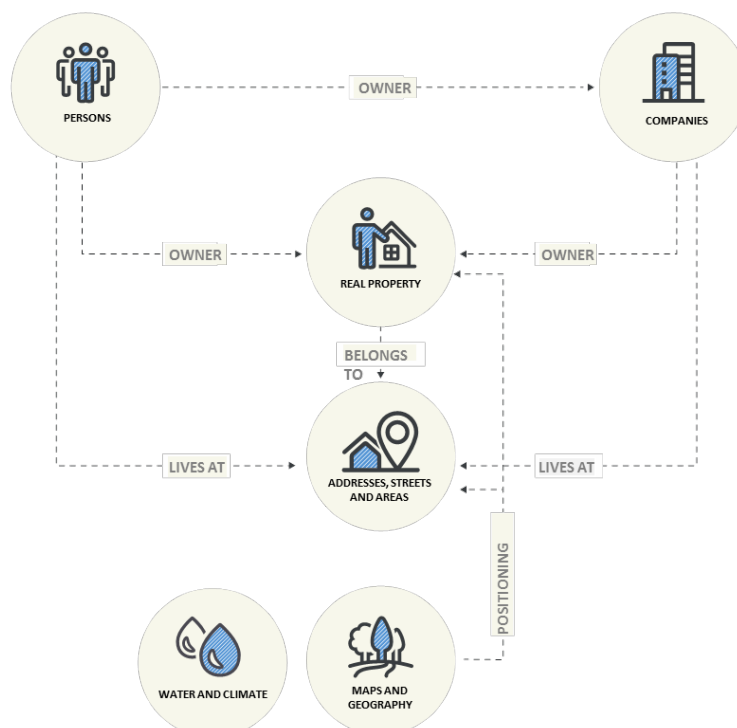 OWNER
PERSONS
COMPANIES
OWNER
OWNER
REAL PROPERTY
BELONGS
TO
LIVES AT
LIVES AT
ADDRESSES, STREETS
AND AREAS
POSITIONING
WATER AND CLIMATE
MAPS AND
GEOGRAPHY